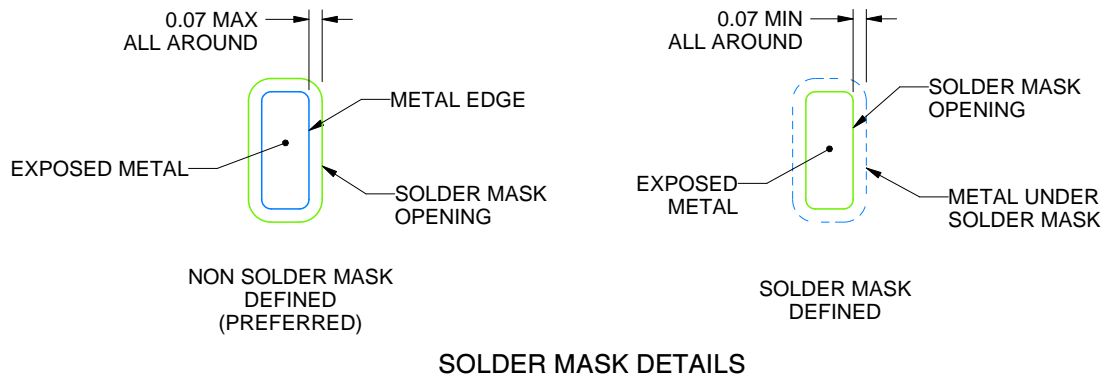 0.07 MAX
ALL AROUND
METAL EDGE
EXPOSED METAL
SOLDER MASK
OPENING
NON SOLDER MASK
DEFINED
(PREFERRED)
0.07 MIN
ALL AROUND
SOLDER MASK
OPENING
EXPOSED
METAL
METAL UNDER
SOLDER MASK
SOLDER MASK
DEFINED
SOLDER MASK DETAILS